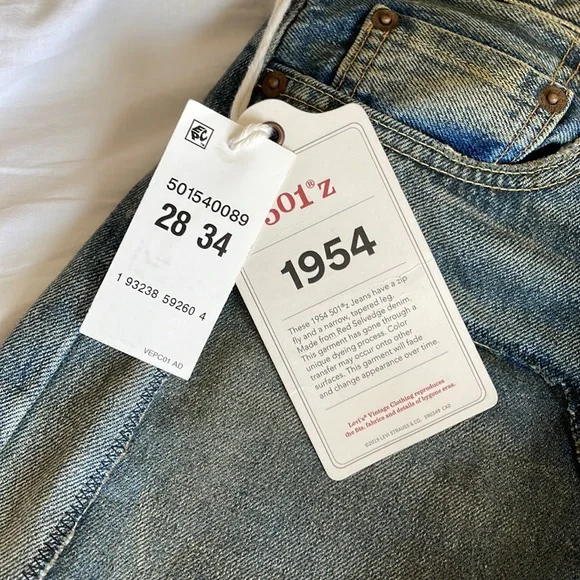 501540089
28 34
1 93238 59260 4
VEPC01 AD
501®z
1954
These 1954 501®z Jeans have a zip
fly and a narrow, tapered leg.
Made from Red Selvedge denim.
This garment has gone through a
unique dyeing process. Color
transfer may occur onto other
surfaces. This garment will fade
and change appearance over time.
Levi's® Vintage Clothing reproduces
the fits, fabrics and details of bygone eras.
©2019 LEVI STRAUSS & CO.